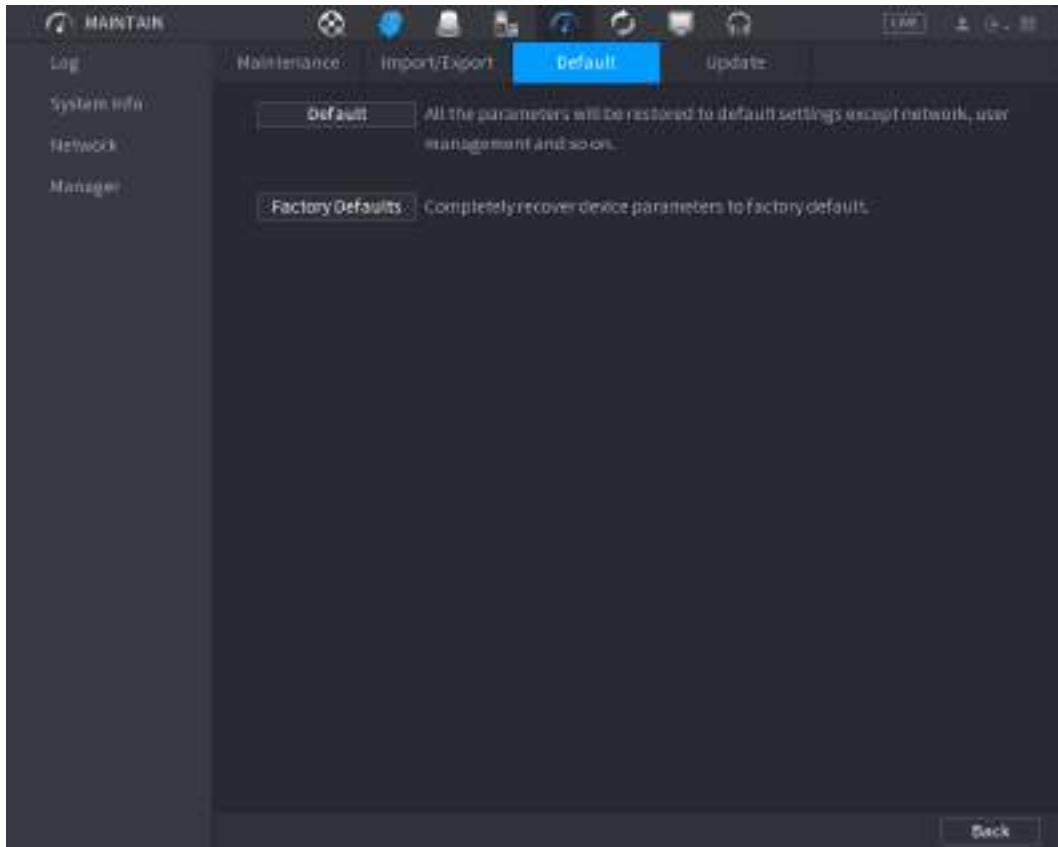 MAINTAIN
LIVE
Log
System Info
Network
Manager
Maintenance
Import/Export
Default
Update
Default
All the parameters will be restored to default settings except network, user
management and so on.
Factory Defaults
Completely recover device parameters to factory default.
Back